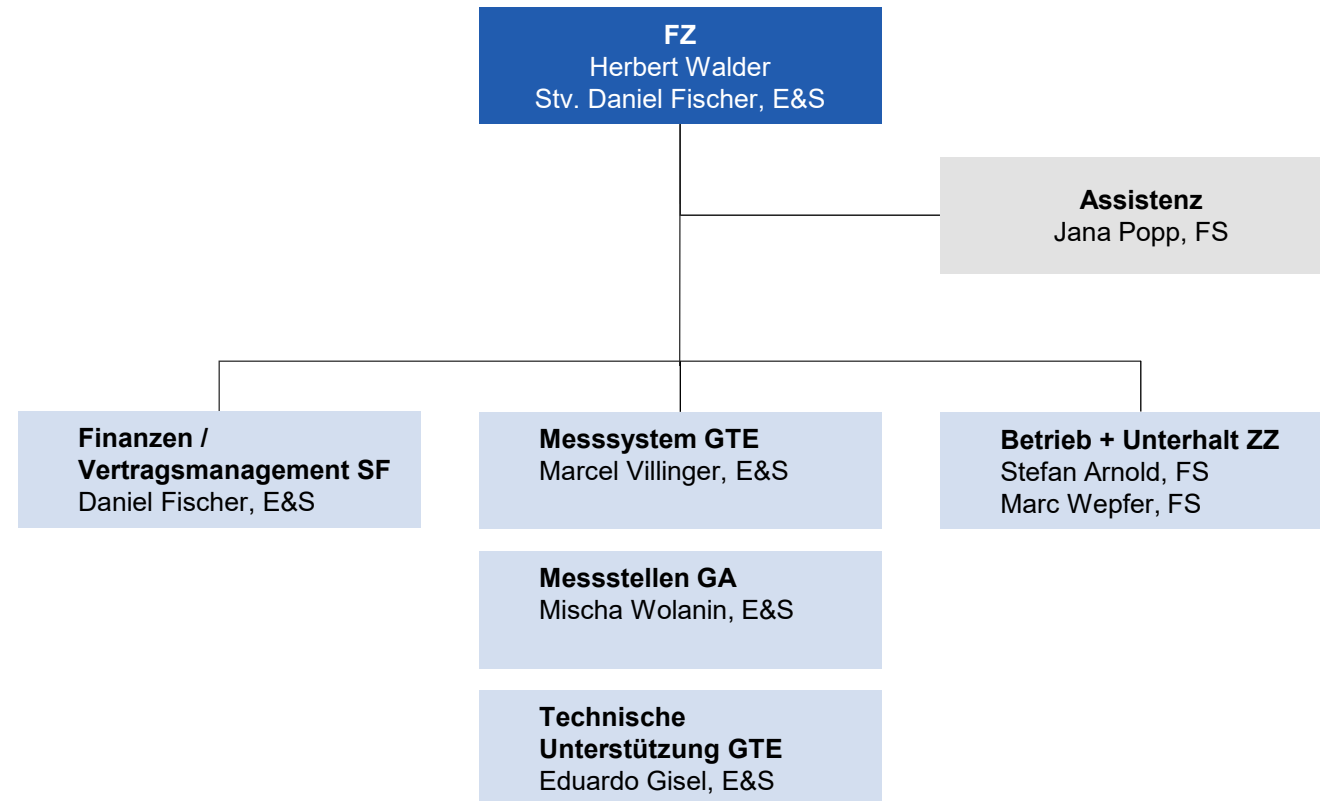 FZ
Herbert Walder
Stv. Daniel Fischer, E&S
Assistenz
Jana Popp, FS
Finanzen /
Vertragsmanagement SF
Daniel Fischer, E&S
Messsystem GTE
Marcel Villinger, E&S
Betrieb + Unterhalt ZZ
Stefan Arnold, FS
Marc Wepfer, FS
Messstellen GA
Mischa Wolanin, E&S
Technische
Unterstützung GTE
Eduardo Gisel, E&S